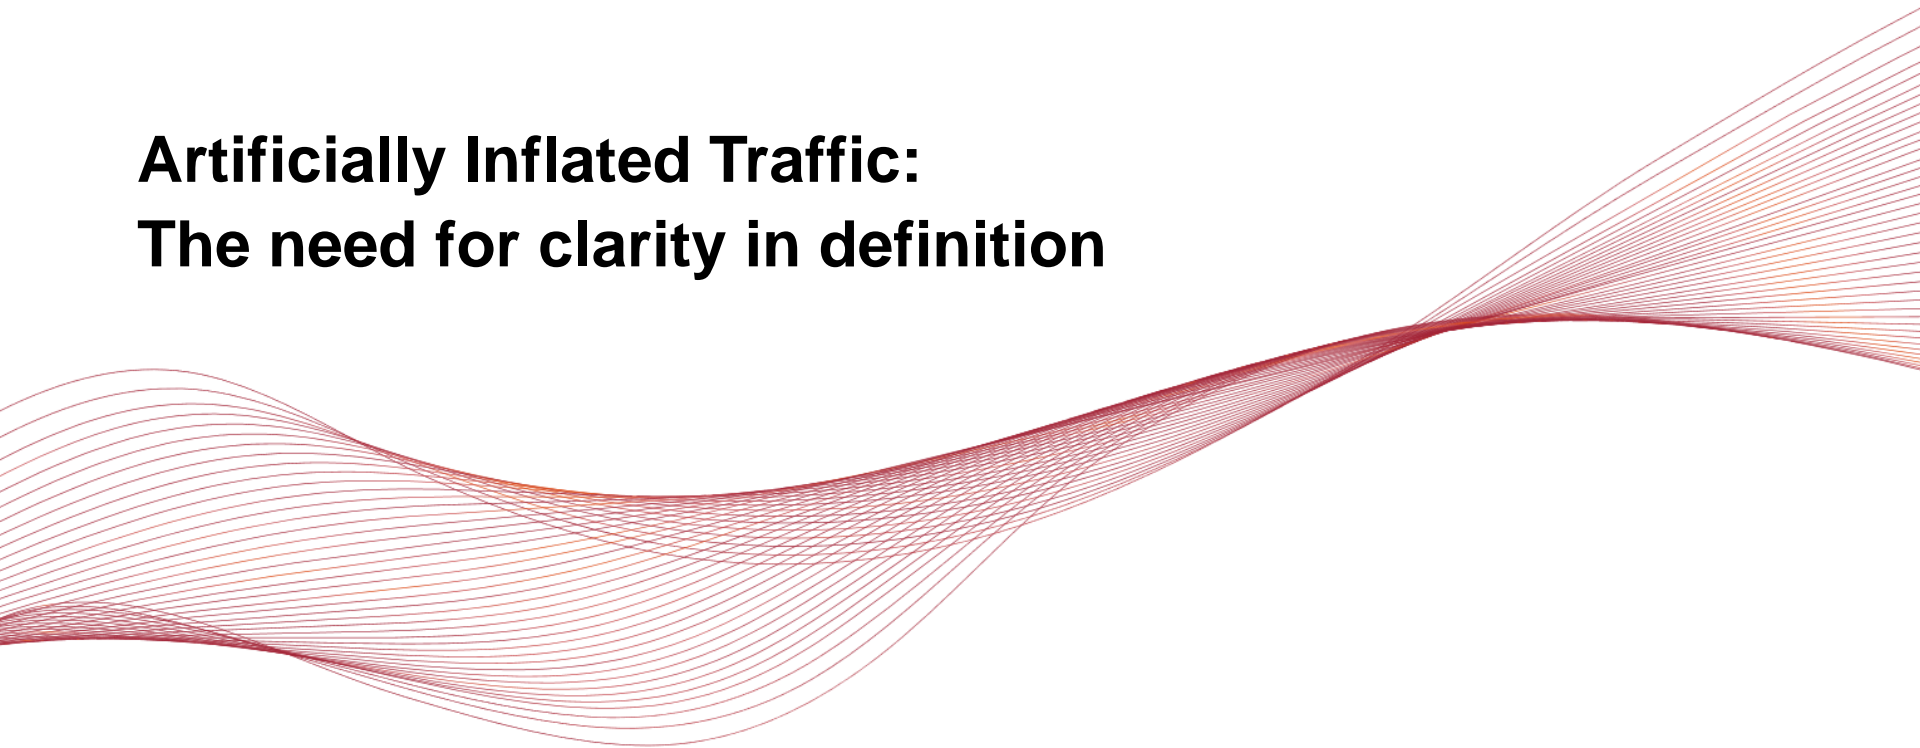 Artificially Inflated Traffic:
The need for clarity in definition